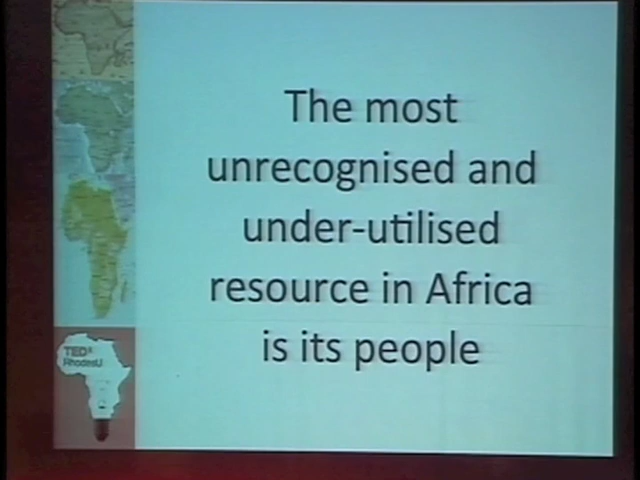 The most
unrecognised and
under-utilised
resource in Africa
is its people
TEDx
RhodesU